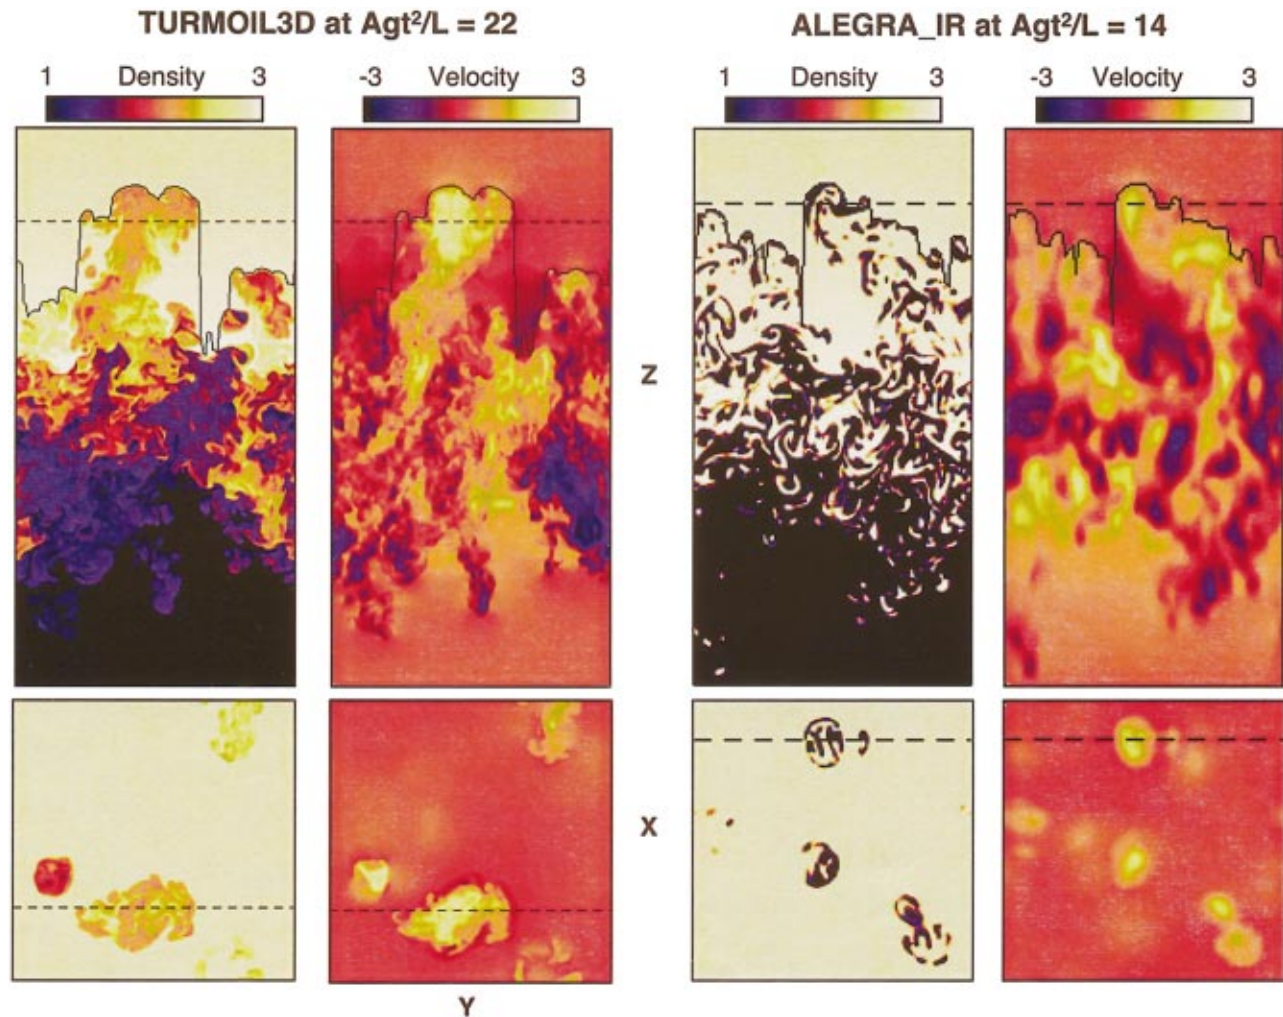 TURMOIL3D at Agt²/L = 22
ALEGRA_IR at Agt²/L = 14
1 Density 3
-3 Velocity 3
1 Density 3
-3 Velocity 3
Z
X
Y